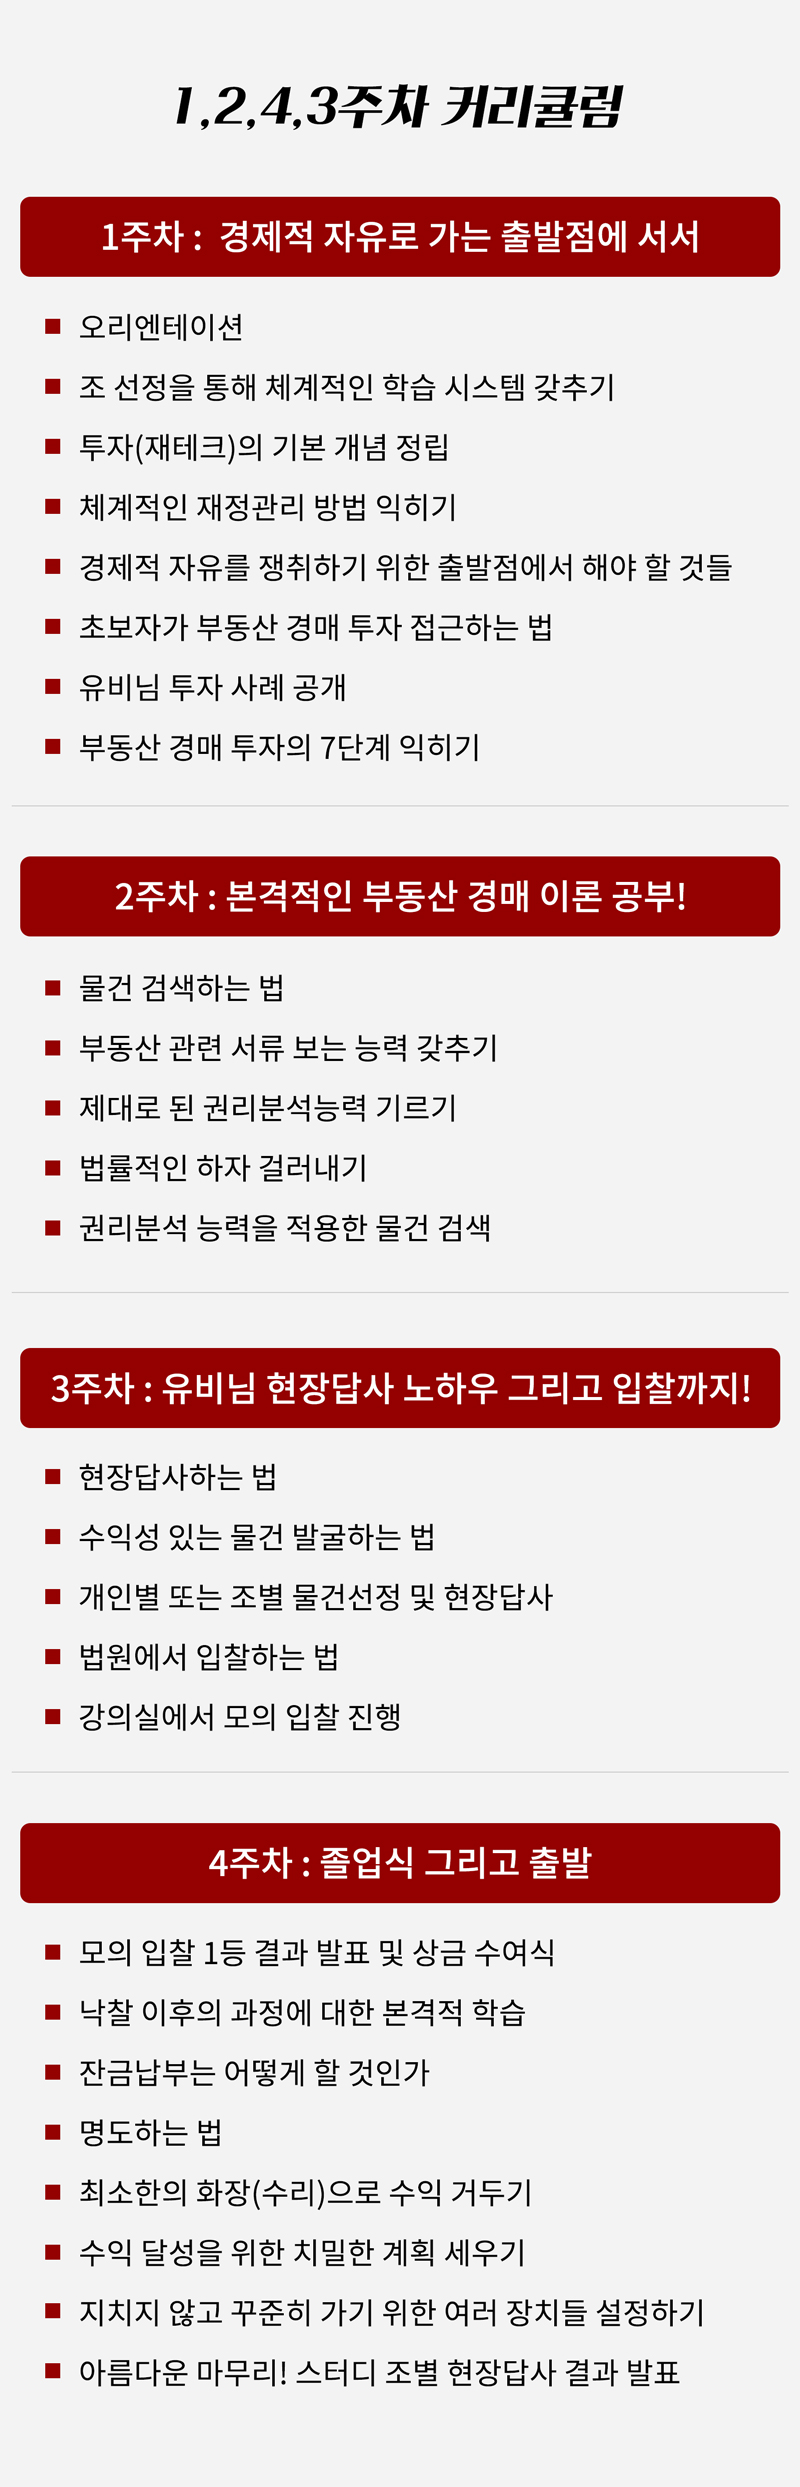 1,2,4,3주차 커리큘럼
1주차 : 경제적 자유로 가는 출발점에 서서
오리엔테이션
조 선정을 통해 체계적인 학습 시스템 갖추기
투자(재테크)의 기본 개념 정립
체계적인 재정관리 방법 익히기
경제적 자유를 쟁취하기 위한 출발점에서 해야 할 것들
초보자가 부동산 경매 투자 접근하는 법
유비님 투자 사례 공개
부동산 경매 투자의 7단계 익히기
2주차 : 본격적인 부동산 경매 이론 공부!
물건 검색하는 법
부동산 관련 서류 보는 능력 갖추기
제대로 된 권리분석능력 기르기
법률적인 하자 걸러내기
권리분석 능력을 적용한 물건 검색
3주차 : 유비님 현장답사 노하우 그리고 입찰까지!
현장답사하는 법
수익성 있는 물건 발굴하는 법
개인별 또는 조별 물건선정 및 현장답사
법원에서 입찰하는 법
강의실에서 모의 입찰 진행
4주차 : 졸업식 그리고 출발
모의 입찰 1등 결과 발표 및 상금 수여식
낙찰 이후의 과정에 대한 본격적 학습
잔금납부는 어떻게 할 것인가
명도하는 법
최소한의 화장(수리)으로 수익 거두기
수익 달성을 위한 치밀한 계획 세우기
지치지 않고 꾸준히 가기 위한 여러 장치들 설정하기
아름다운 마무리! 스터디 조별 현장답사 결과 발표